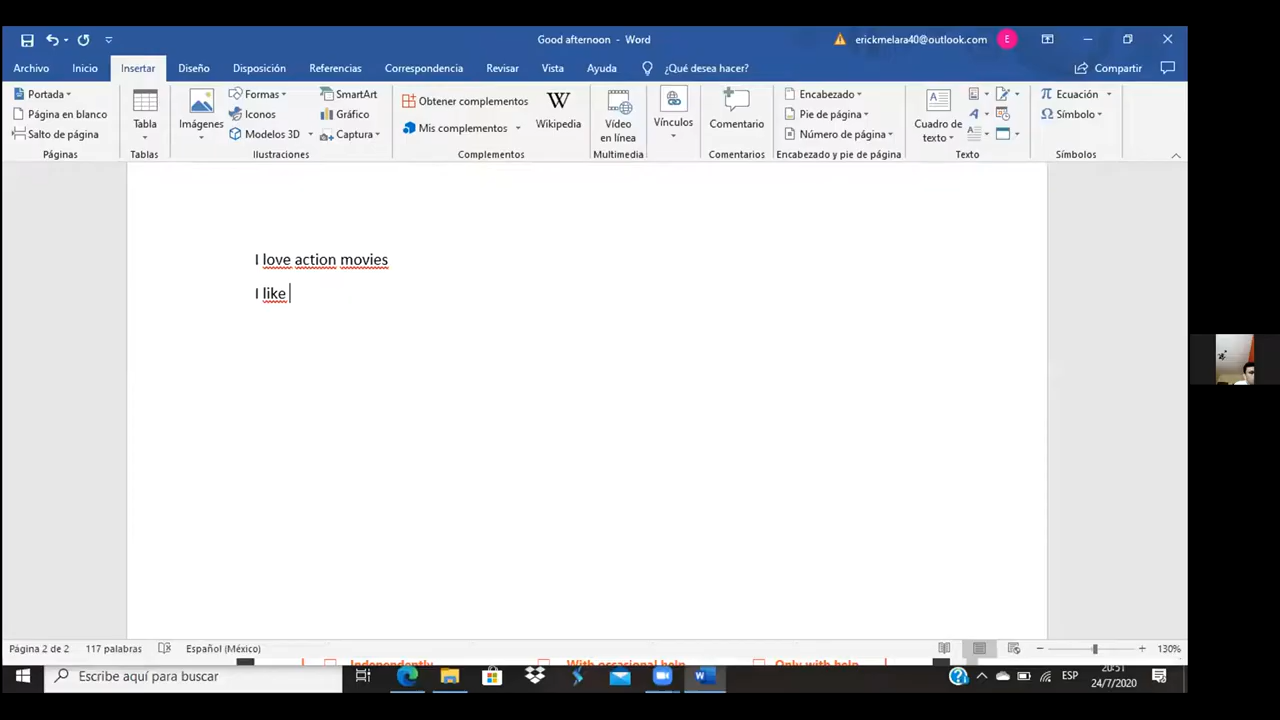 Good afternoon - Word
erickmelara40@outlook.com
E
Archivo
Inicio
Insertar
Diseño
Disposición
Referencias
Correspondencia
Revisar
Vista
Ayuda
¿Qué desea hacer?
Compartir
Portada
Página en blanco
Salto de página
Páginas
Tabla
Tablas
Imágenes
Formas
Iconos
Modelos 3D
SmartArt
Gráfico
Captura
Ilustraciones
Obtener complementos
Mis complementos
W
Wikipedia
Complementos
Vídeo
en línea
Multimedia
Vínculos
Comentario
Comentarios
Encabezado
Pie de página
Número de página
Encabezado y pie de página
Cuadro de
texto
Texto
π Ecuación
Ω Símbolo
Símbolos
I love action movies
I like
Página 2 de 2
117 palabras
Español (México)
130%
Independently
With occasional help
Only with help
Escribe aquí para buscar
ESP
20:51
24/7/2020